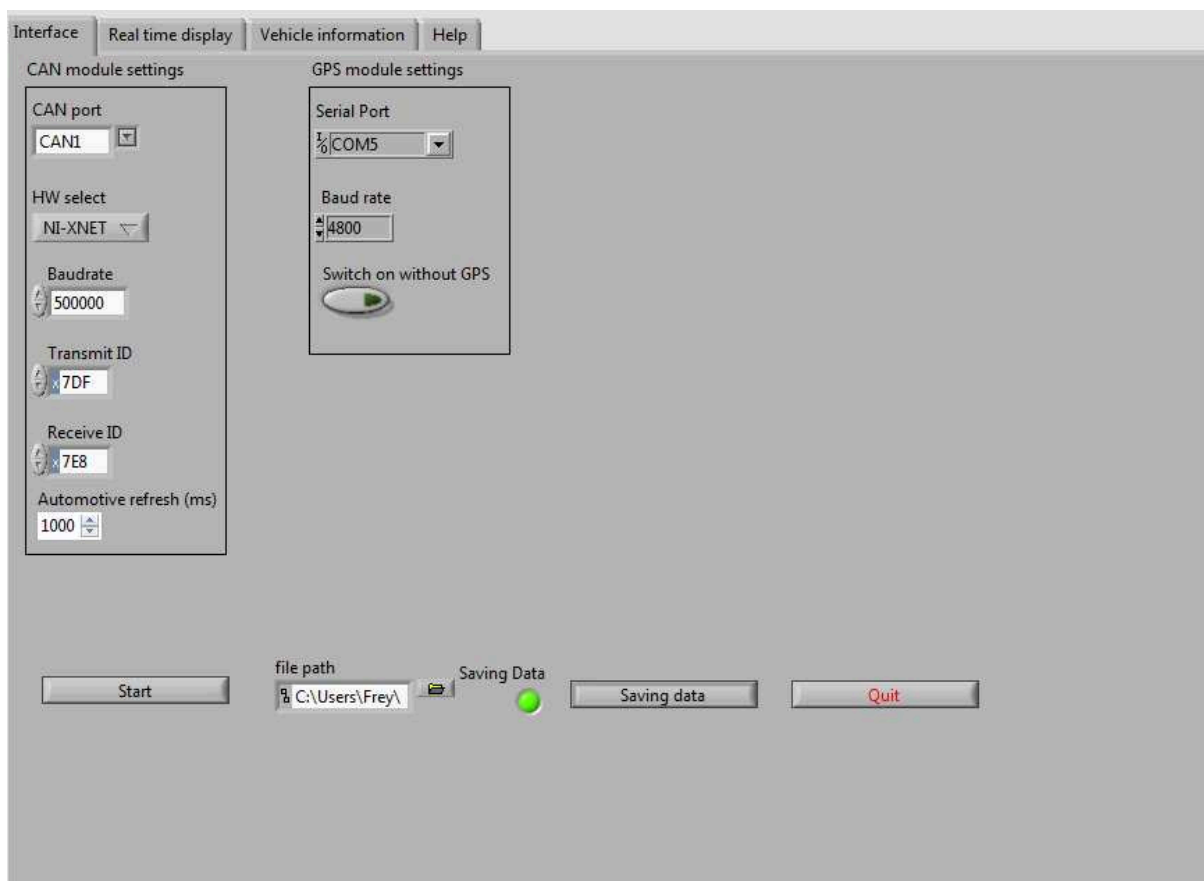 Interface
Real time display
Vehicle information
Help
CAN module settings
CAN port
CAN1
HW select
NI-XNET
Baudrate
500000
Transmit ID
x 7DF
Receive ID
x 7E8
Automotive refresh (ms)
1000
GPS module settings
Serial Port
I/O COM5
Baud rate
4800
Switch on without GPS
Start
file path
C:\Users\Frey\
Saving Data
Saving data
Quit